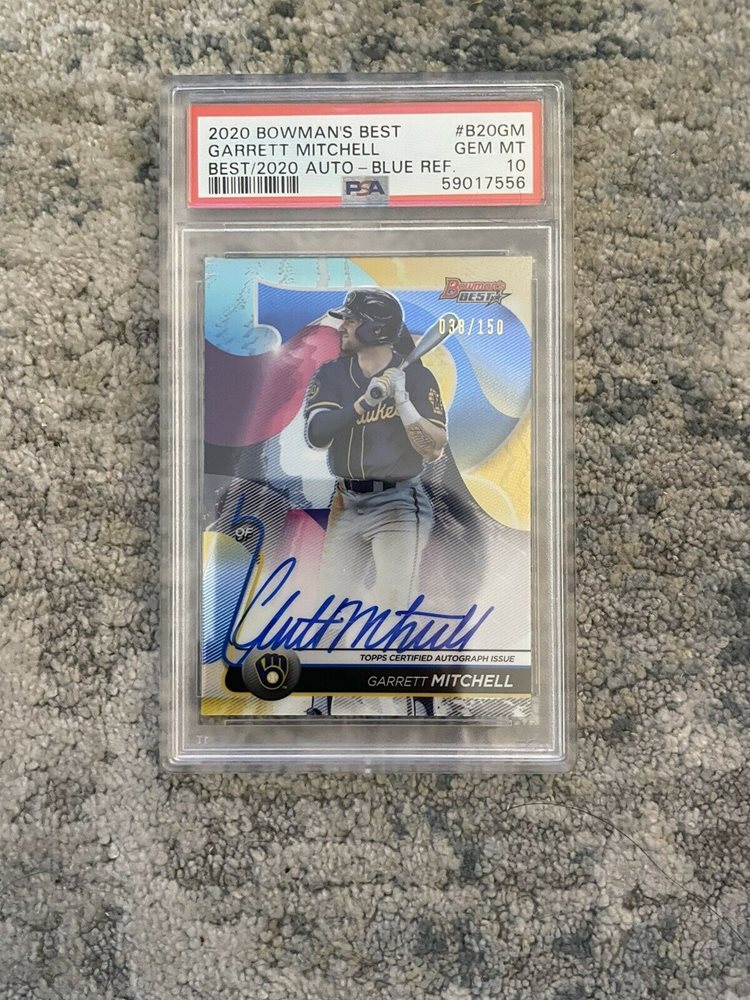 2020 BOWMAN'S BEST #B20GM
GARRETT MITCHELL GEM MT
BEST/2020 AUTO-BLUE REF. 10
PSA 59017556
Bowman's
BEST
038/150
OF
TOPPS CERTIFIED AUTOGRAPH ISSUE
GARRETT MITCHELL